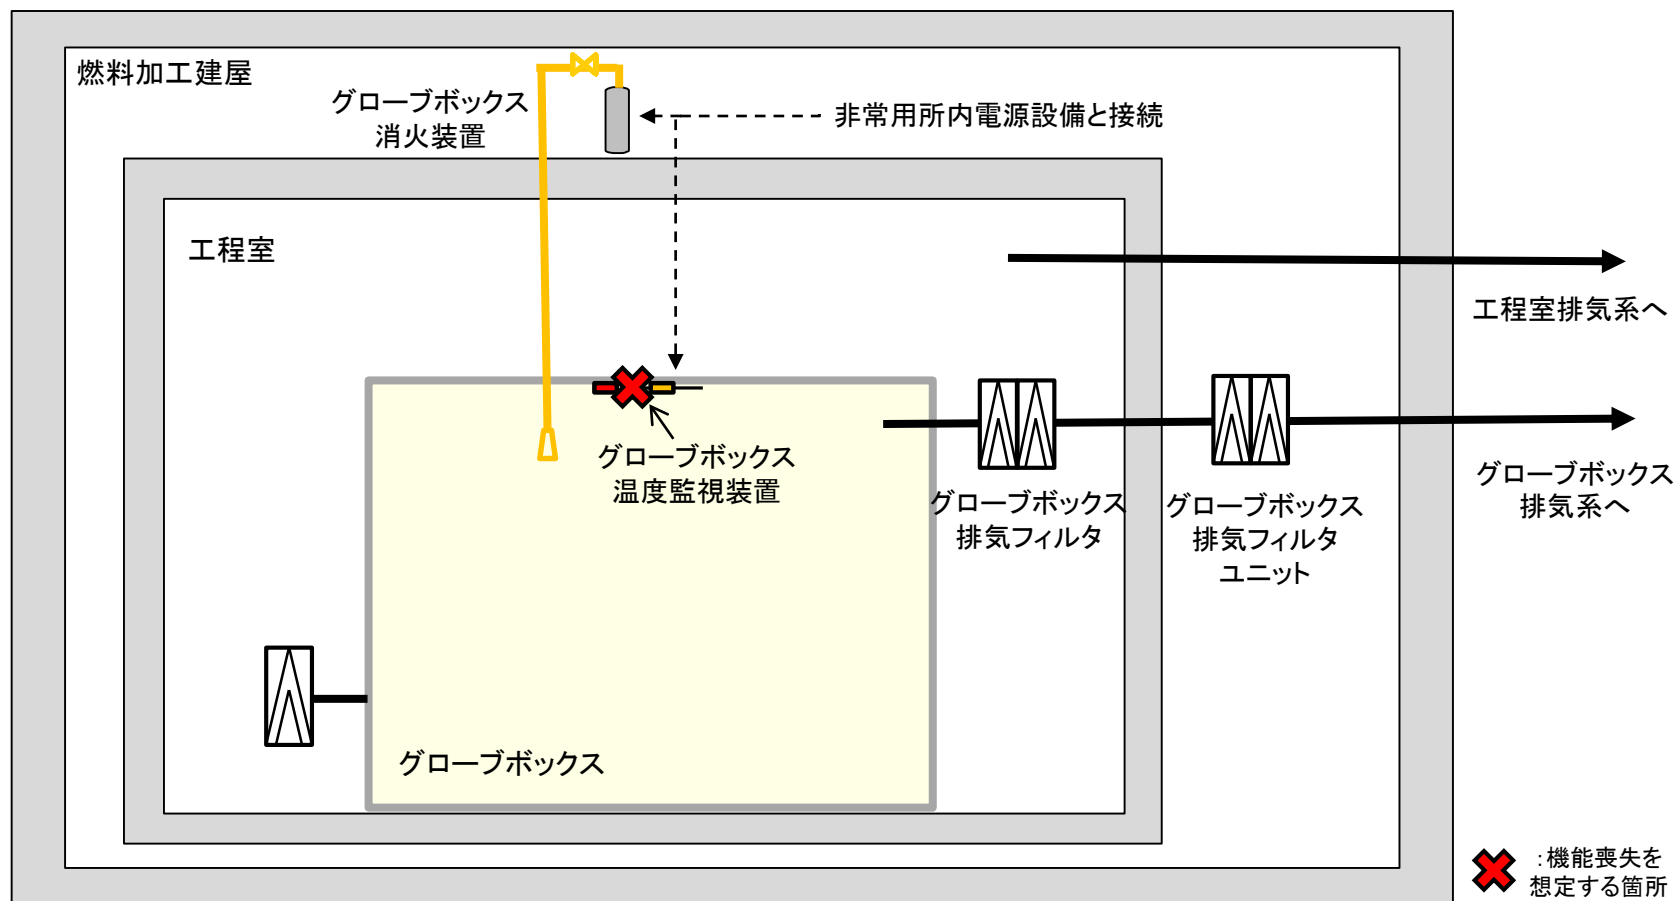 燃料加工建屋
グローブボックス
消火装置
非常用所内電源設備と接続
工程室
工程室排気系へ
グローブボックス
温度監視装置
グローブボックス
排気フィルタ
グローブボックス
排気フィルタ
ユニット
グローブボックス
排気系へ
グローブボックス
:機能喪失を
想定する箇所